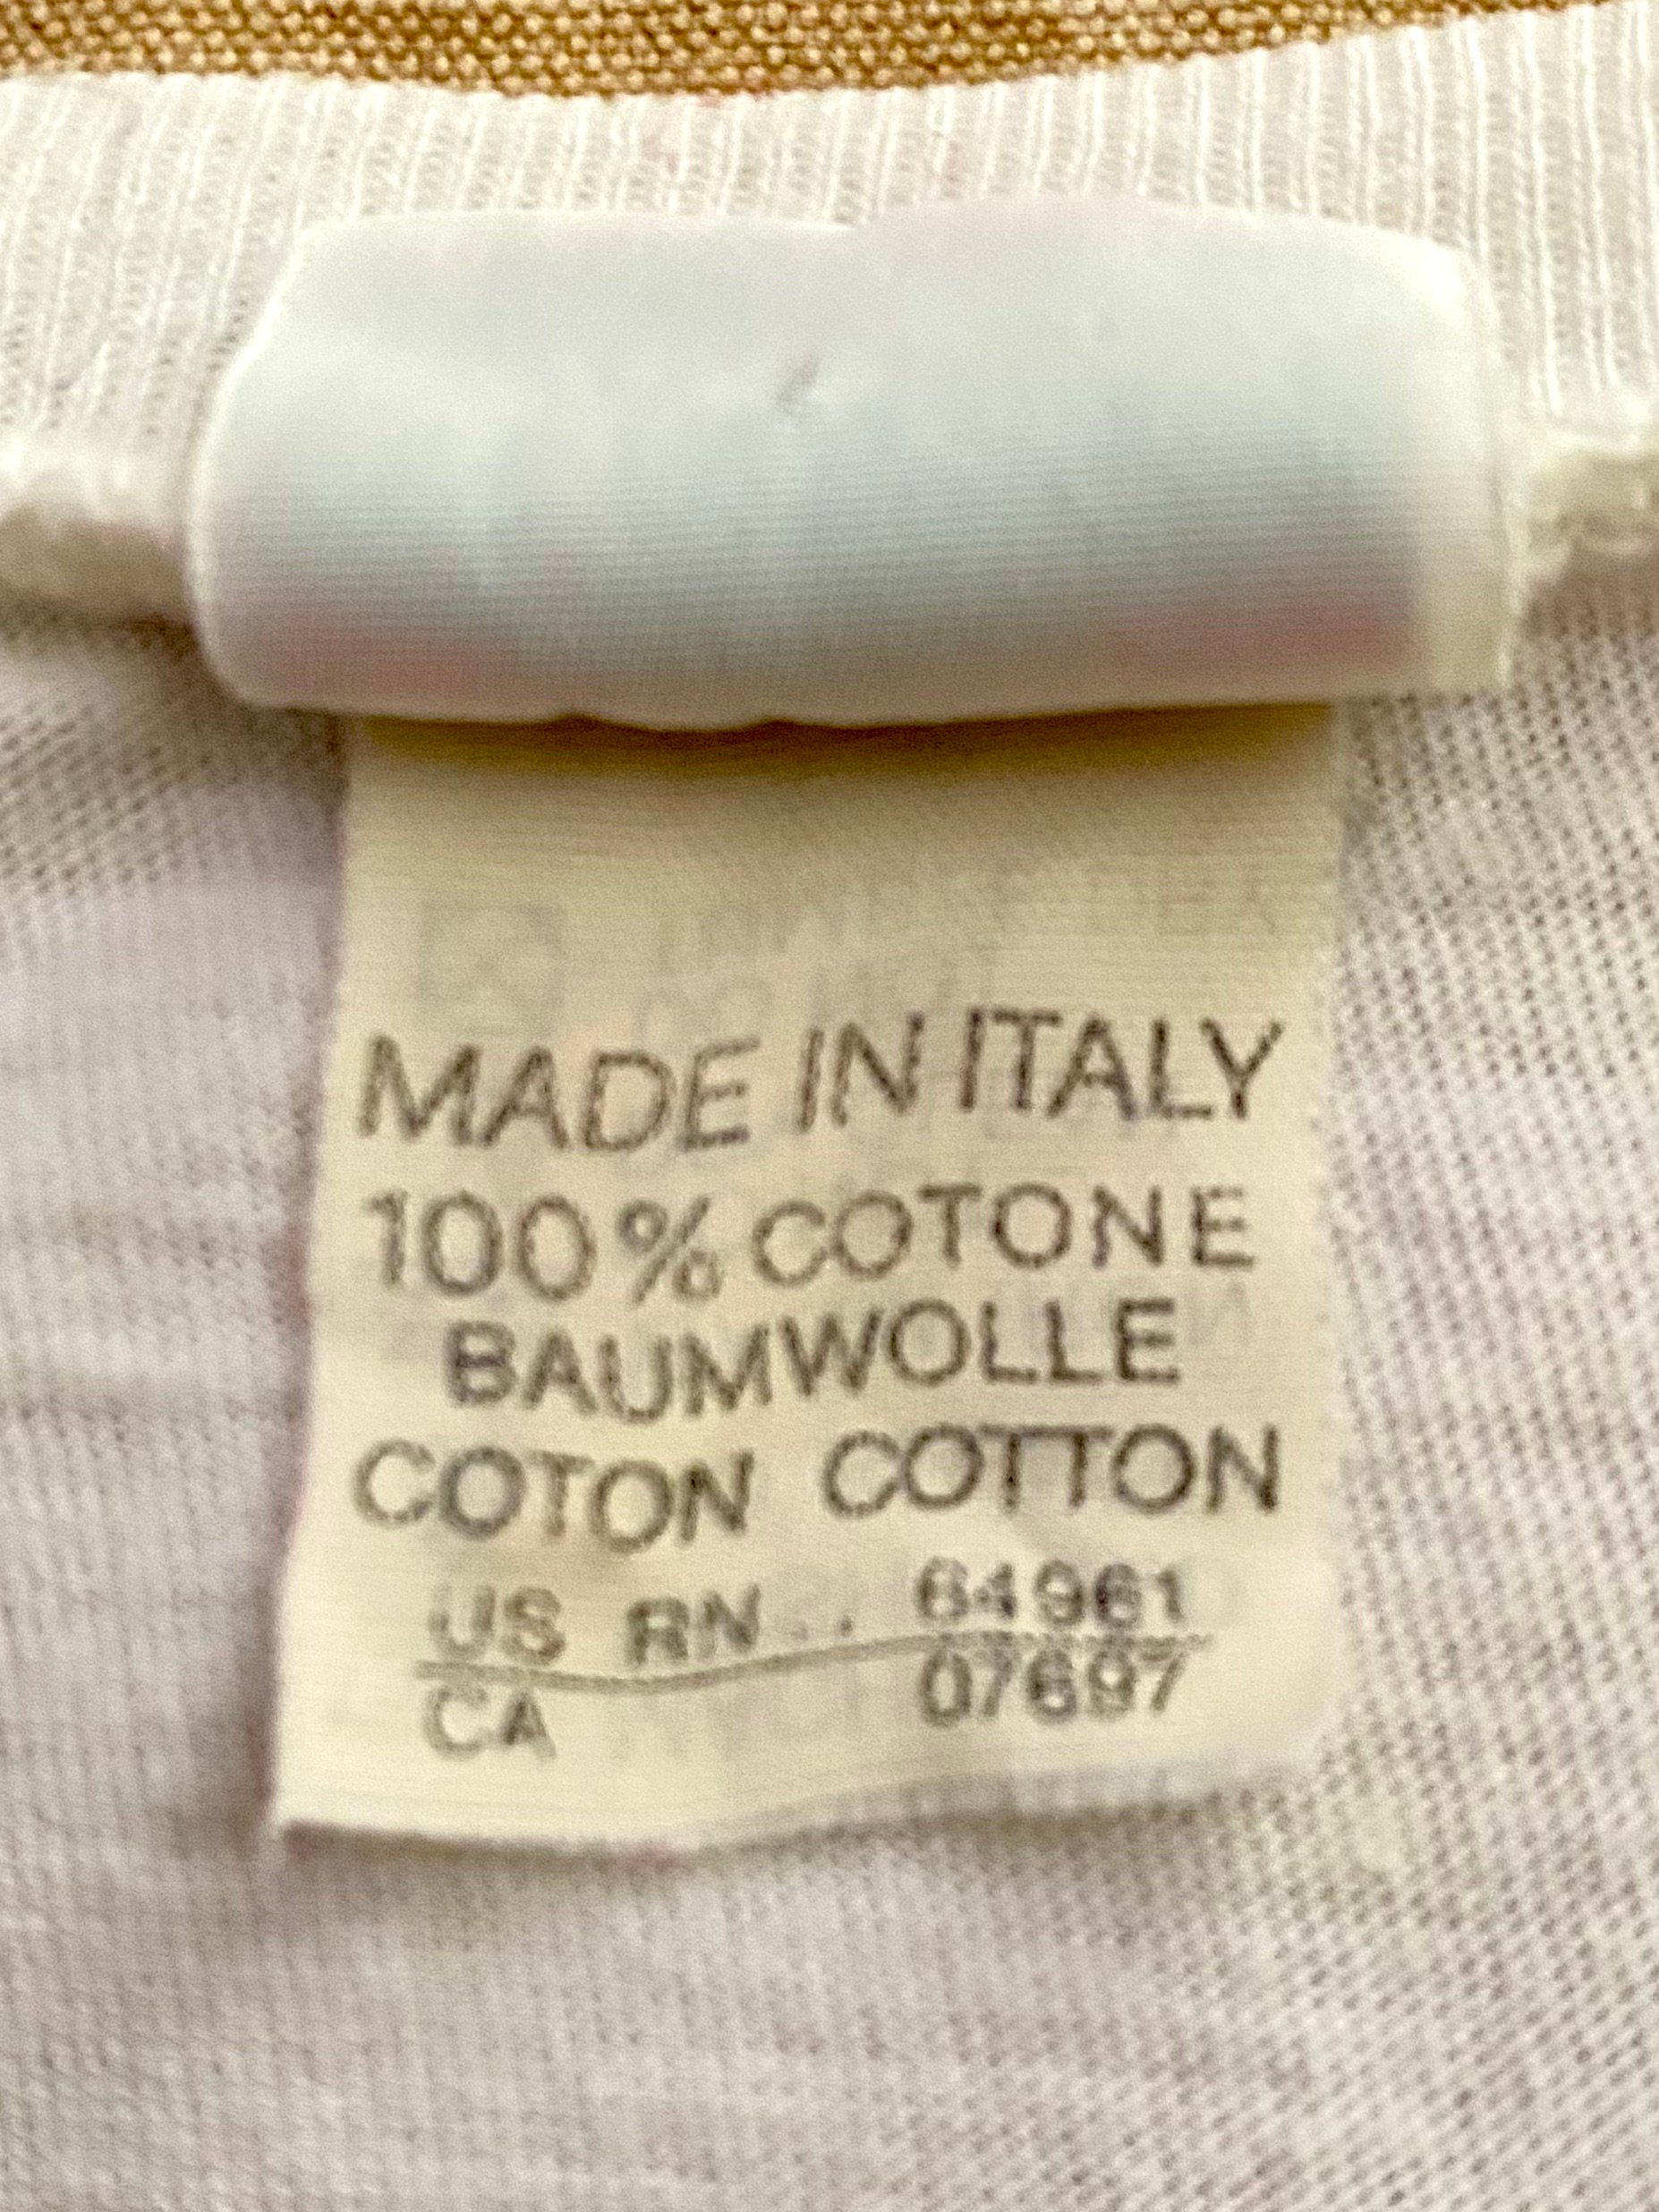 MADE IN ITALY
100% COTONE
BAUMWOLLE
COTON COTTON
US RN .. 64961
CA 07697